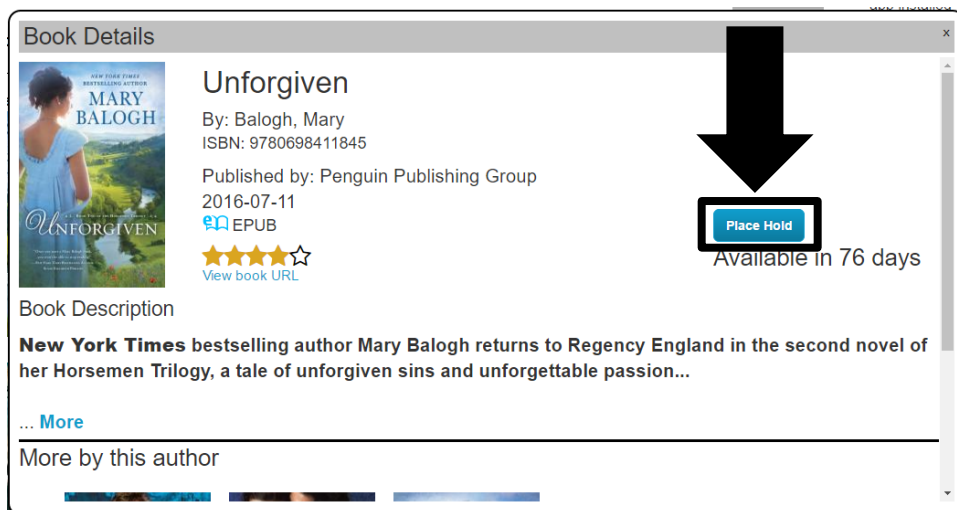 Book Details
x
NEW YORK TIMES
BESTSELLING AUTHOR
MARY
BALOGH
UNFORGIVEN
Unforgiven
By: Balogh, Mary
ISBN: 9780698411845
Published by: Penguin Publishing Group
2016-07-11
EPUB
View book URL
Place Hold
Available in 76 days
Book Description
New York Times bestselling author Mary Balogh returns to Regency England in the second novel of
her Horsemen Trilogy, a tale of unforgiven sins and unforgettable passion...
... More
More by this author